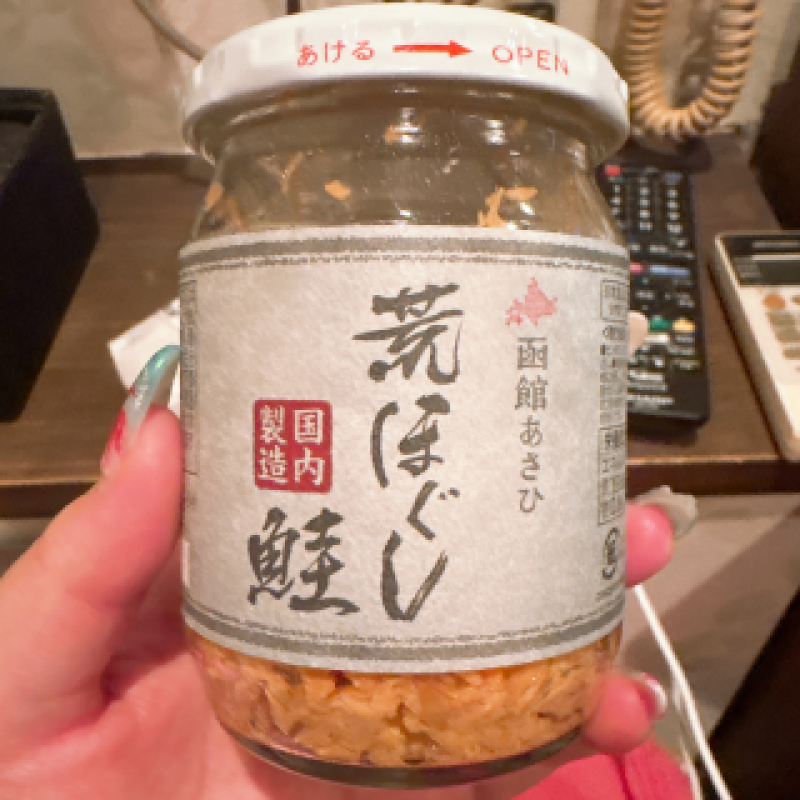 あける → OPEN
函館あさひ
荒ほぐし
鮭
国内
製造